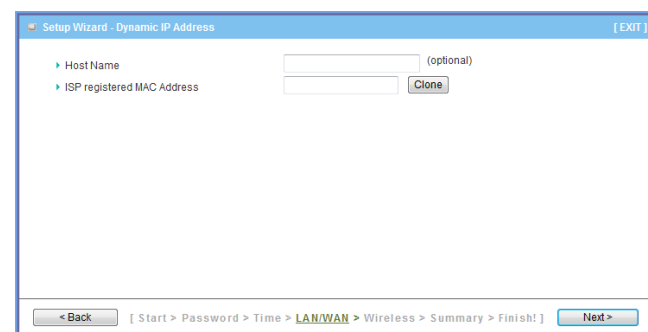 Setup Wizard - Dynamic IP Address [ EXIT ]
Host Name (optional)
ISP registered MAC Address Clone
< Back [ Start > Password > Time > LAN/WAN > Wireless > Summary > Finish! ] Next >